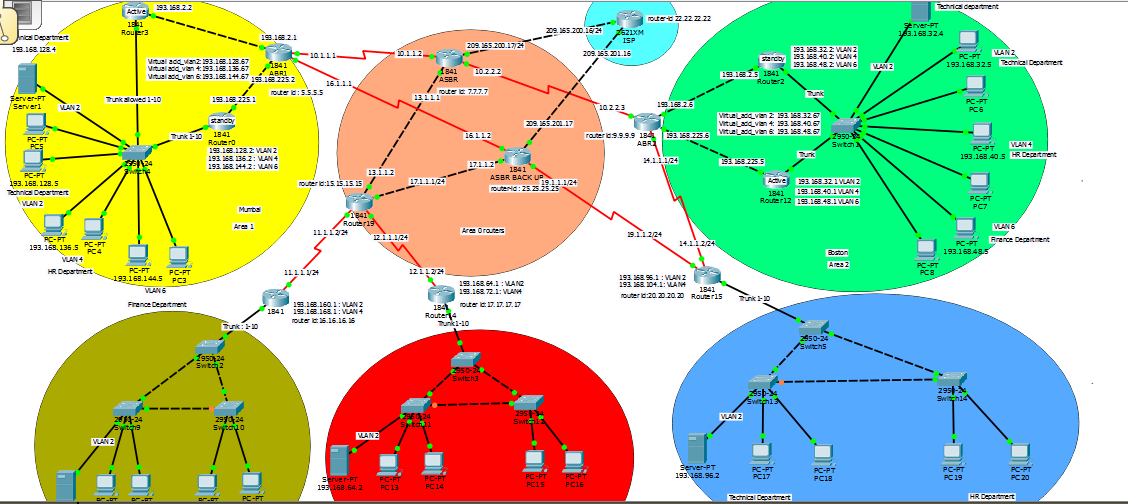 Active
1841
Router3
193.168.2.2
Technical Department
193.168.128.4
Server-PT
Server1
VLAN 2
PC-PT
PC5
PC-PT
193.168.128.5
Technical Department
VLAN 2
Virtual add_vlan2: 193.168.128.67
Virtual add_vlan 4: 193.168.136.67
Virtual add_vlan 6: 193.168.144.67
193.168.2.1
1841
ABR1
193.168.225.2
router id: 5.5.5.5
Trunk allowed 1-10
193.168.225.1
standby
1841
Router0
Trunk 1-10
193.168.128.2: VLAN 2
193.168.136.2 : VLAN 4
193.168.144.2 : VLAN 6
2950-24
Switch4
PC-PT
193.168.136.5
PC-PT
PC4
VLAN 4
HR Department
PC-PT
193.168.144.5
PC-PT
PC3
VLAN 6
Finance Department
Mumbai
Area 1
10.1.1.1
10.1.1.2
16.1.1.1
1841
ASBR
router id: 7.7.7.7
209.165.200.17/24
209.165.200.16/24
10.2.2.2
13.1.1.1
16.1.1.2
209.165.201.16
209.165.201.17
2621XM
ISP
router-id 22.22.22.22
1841
ASBR BACK UP
router-id : 25.25.25.25
17.1.1.2
17.1.1.1/24
13.1.1.2
router id:15.15.15.15
1841
Router19
Area 0 routers
19.1.1.1/24
19.1.1.2/24
10.2.2.3
router id:9.9.9.9
1841
193.168.2.6
193.168.225.6
14.1.1.1/24
14.1.1.2/24
193.168.2.5
standby
1841
Router2
193.168.32.2: VLAN 2
193.168.40.2: VLAN 4
193.168.48.2: VLAN 6
Trunk
Virtual_add_vlan 2: 193.168.32.67
Virtual_add_vlan 4: 193.168.40.67
Virtual_add_vlan 6: 193.168.48.67
193.168.225.5
Trunk
Active
1841
Router12
193.168.32.1 VLAN 2
193.168.40.1 VLAN 4
193.168.48.1 VLAN 6
2950-24
VLAN 2
Server-PT
193.168.32.4
Technical department
PC-PT
193.168.32.5
VLAN 2
Technical Department
PC-PT
PC6
PC-PT
193.168.40.5
VLAN 4
HR Department
PC-PT
PC7
PC-PT
193.168.48.5
VLAN 6
Finance Department
PC-PT
PC8
Boston
Area 2
11.1.1.2/24
11.1.1.1/24
12.1.1.1/24
12.1.1.2/24
1841
193.168.160.1 : VLAN 2
193.168.168.1 : VLAN 4
router id:16.16.16.16
Trunk : 1-10
1841
193.168.64.1 : VLAN2
193.168.72.1: VLAN4
router id: 17.17.17.17
Trunk1-10
193.168.96.1 : VLAN 2
193.168.104.1: VLAN4
router id:20.20.20.20
1841
Router15
Trunk 1-10
2950-24
Switch2
2950-24
Switch9
2950-24
Switch10
VLAN 2
PC-PT
PC-PT
PC-PT
PC-PT
2950-24
Switch3
2950-24
Switch11
2950-24
VLAN 2
Server-PT
193.168.64.2
PC-PT
PC13
PC-PT
PC14
PC-PT
PC15
PC-PT
PC16
2950-24
Switch5
2950-24
Switch13
2950-24
Switch14
VLAN 2
Server-PT
193.168.96.2
PC-PT
PC17
PC-PT
PC18
PC-PT
PC19
PC-PT
PC20
Technical Department
HR Department